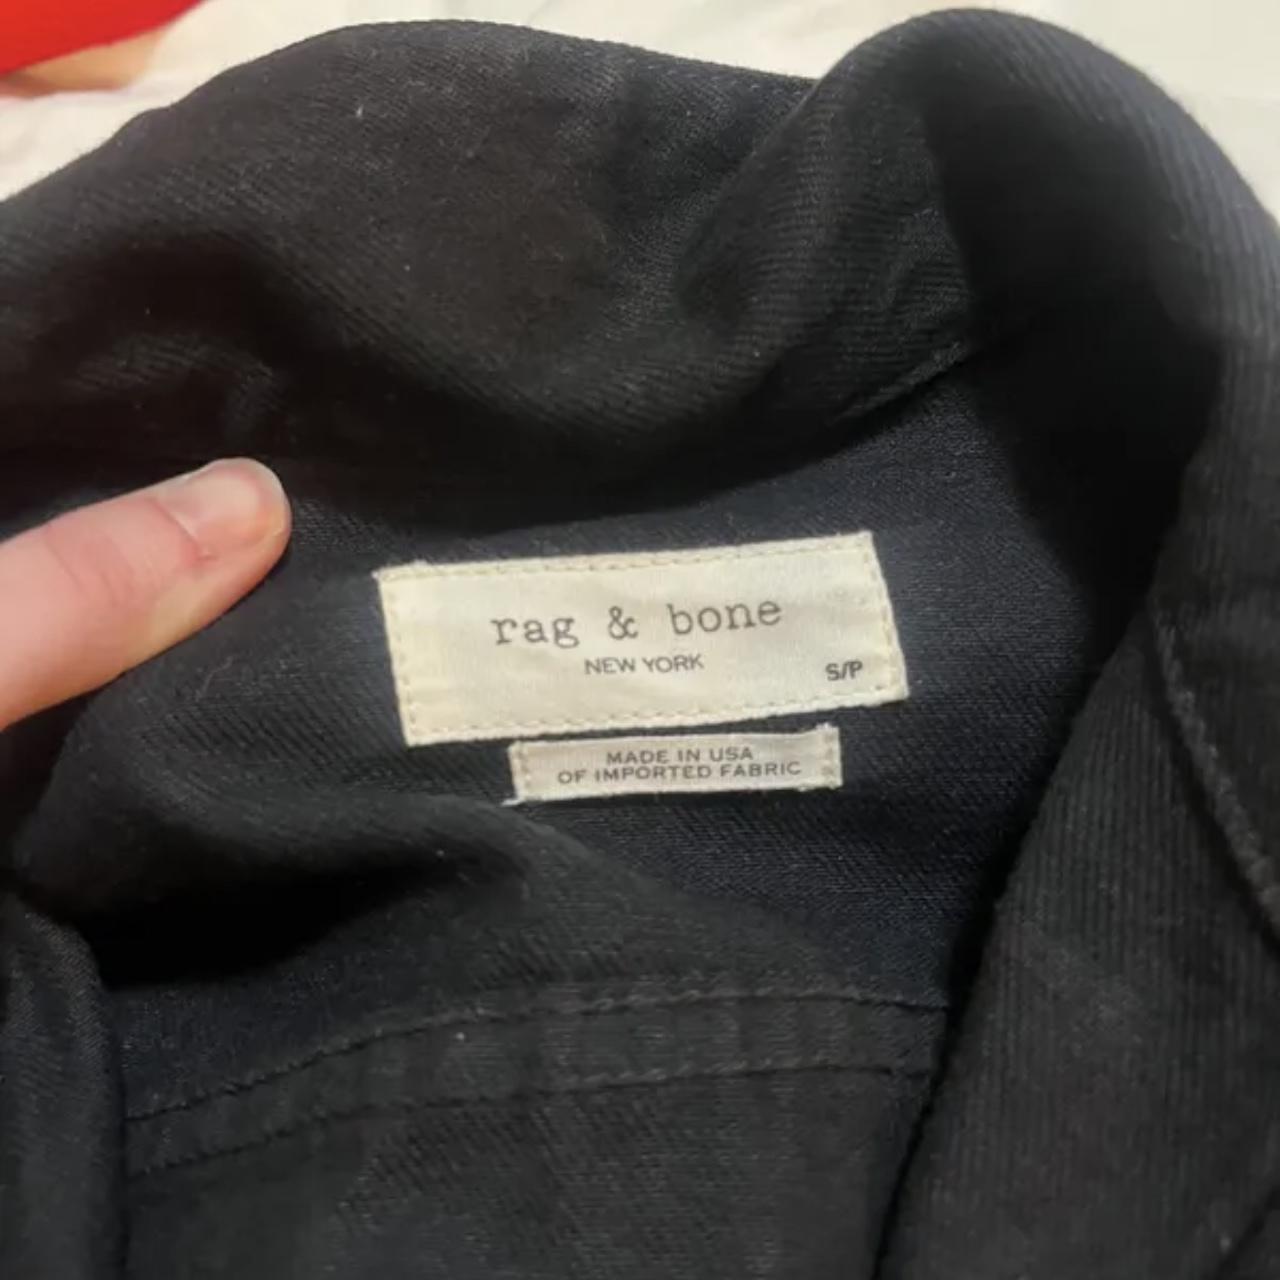 rag & bone
NEW YORK
S/P
MADE IN USA
OF IMPORTED FABRIC